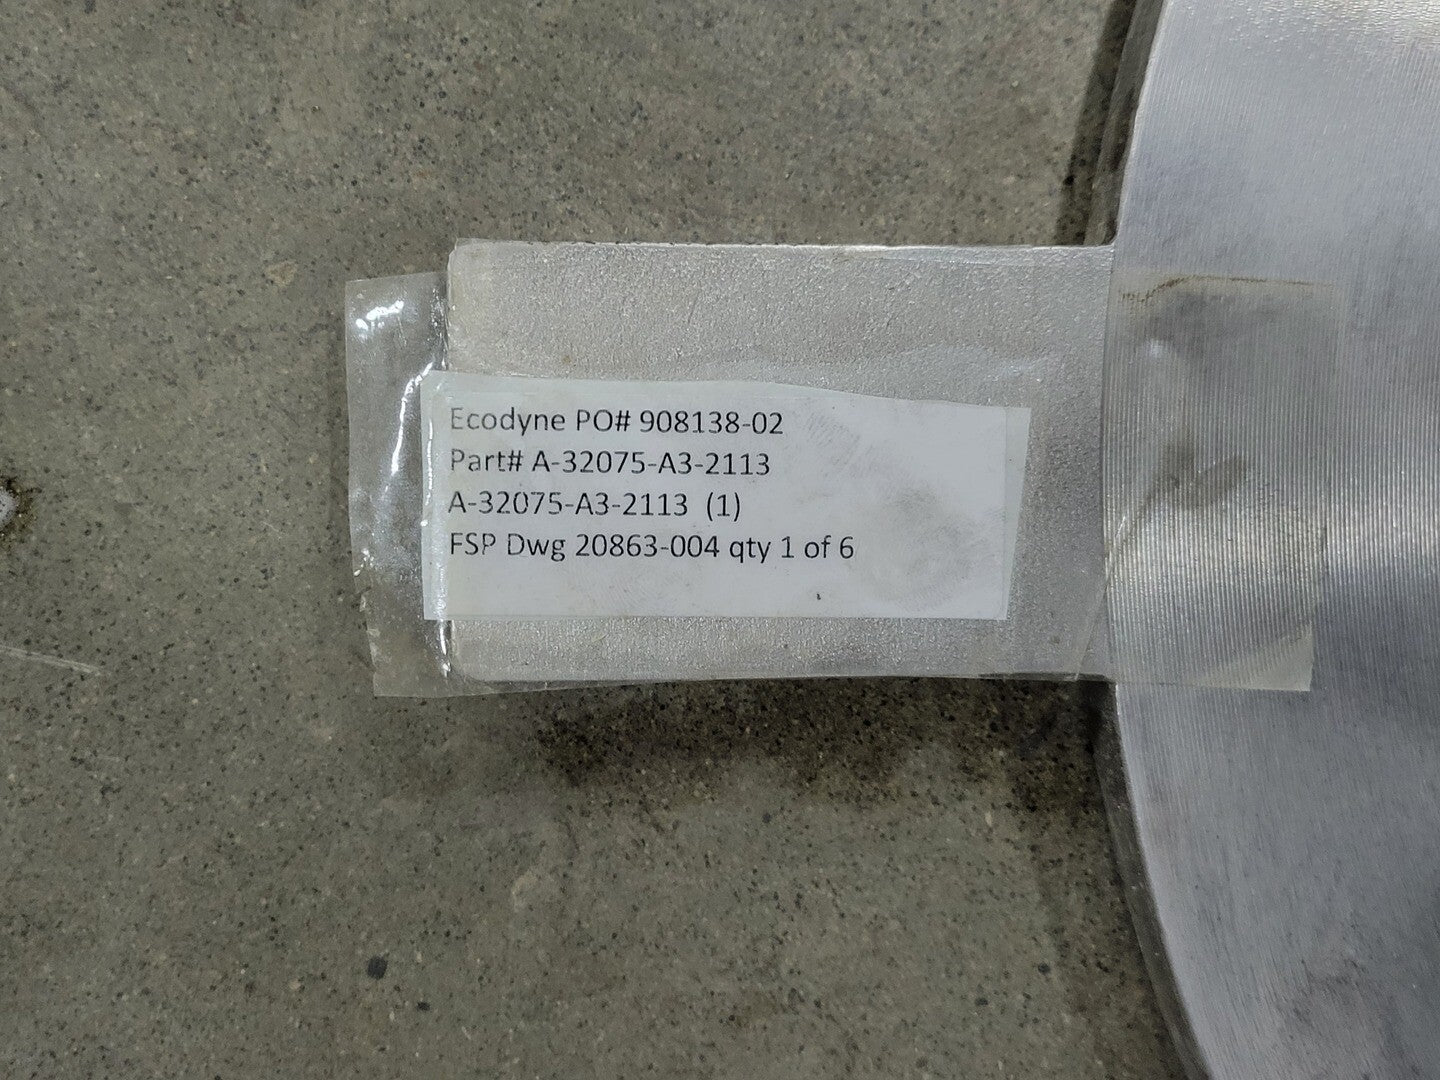 Ecodyne PO# 908138-02
Part# A-32075-A3-2113
A-32075-A3-2113 (1)
FSP Dwg 20863-004 qty 1 of 6